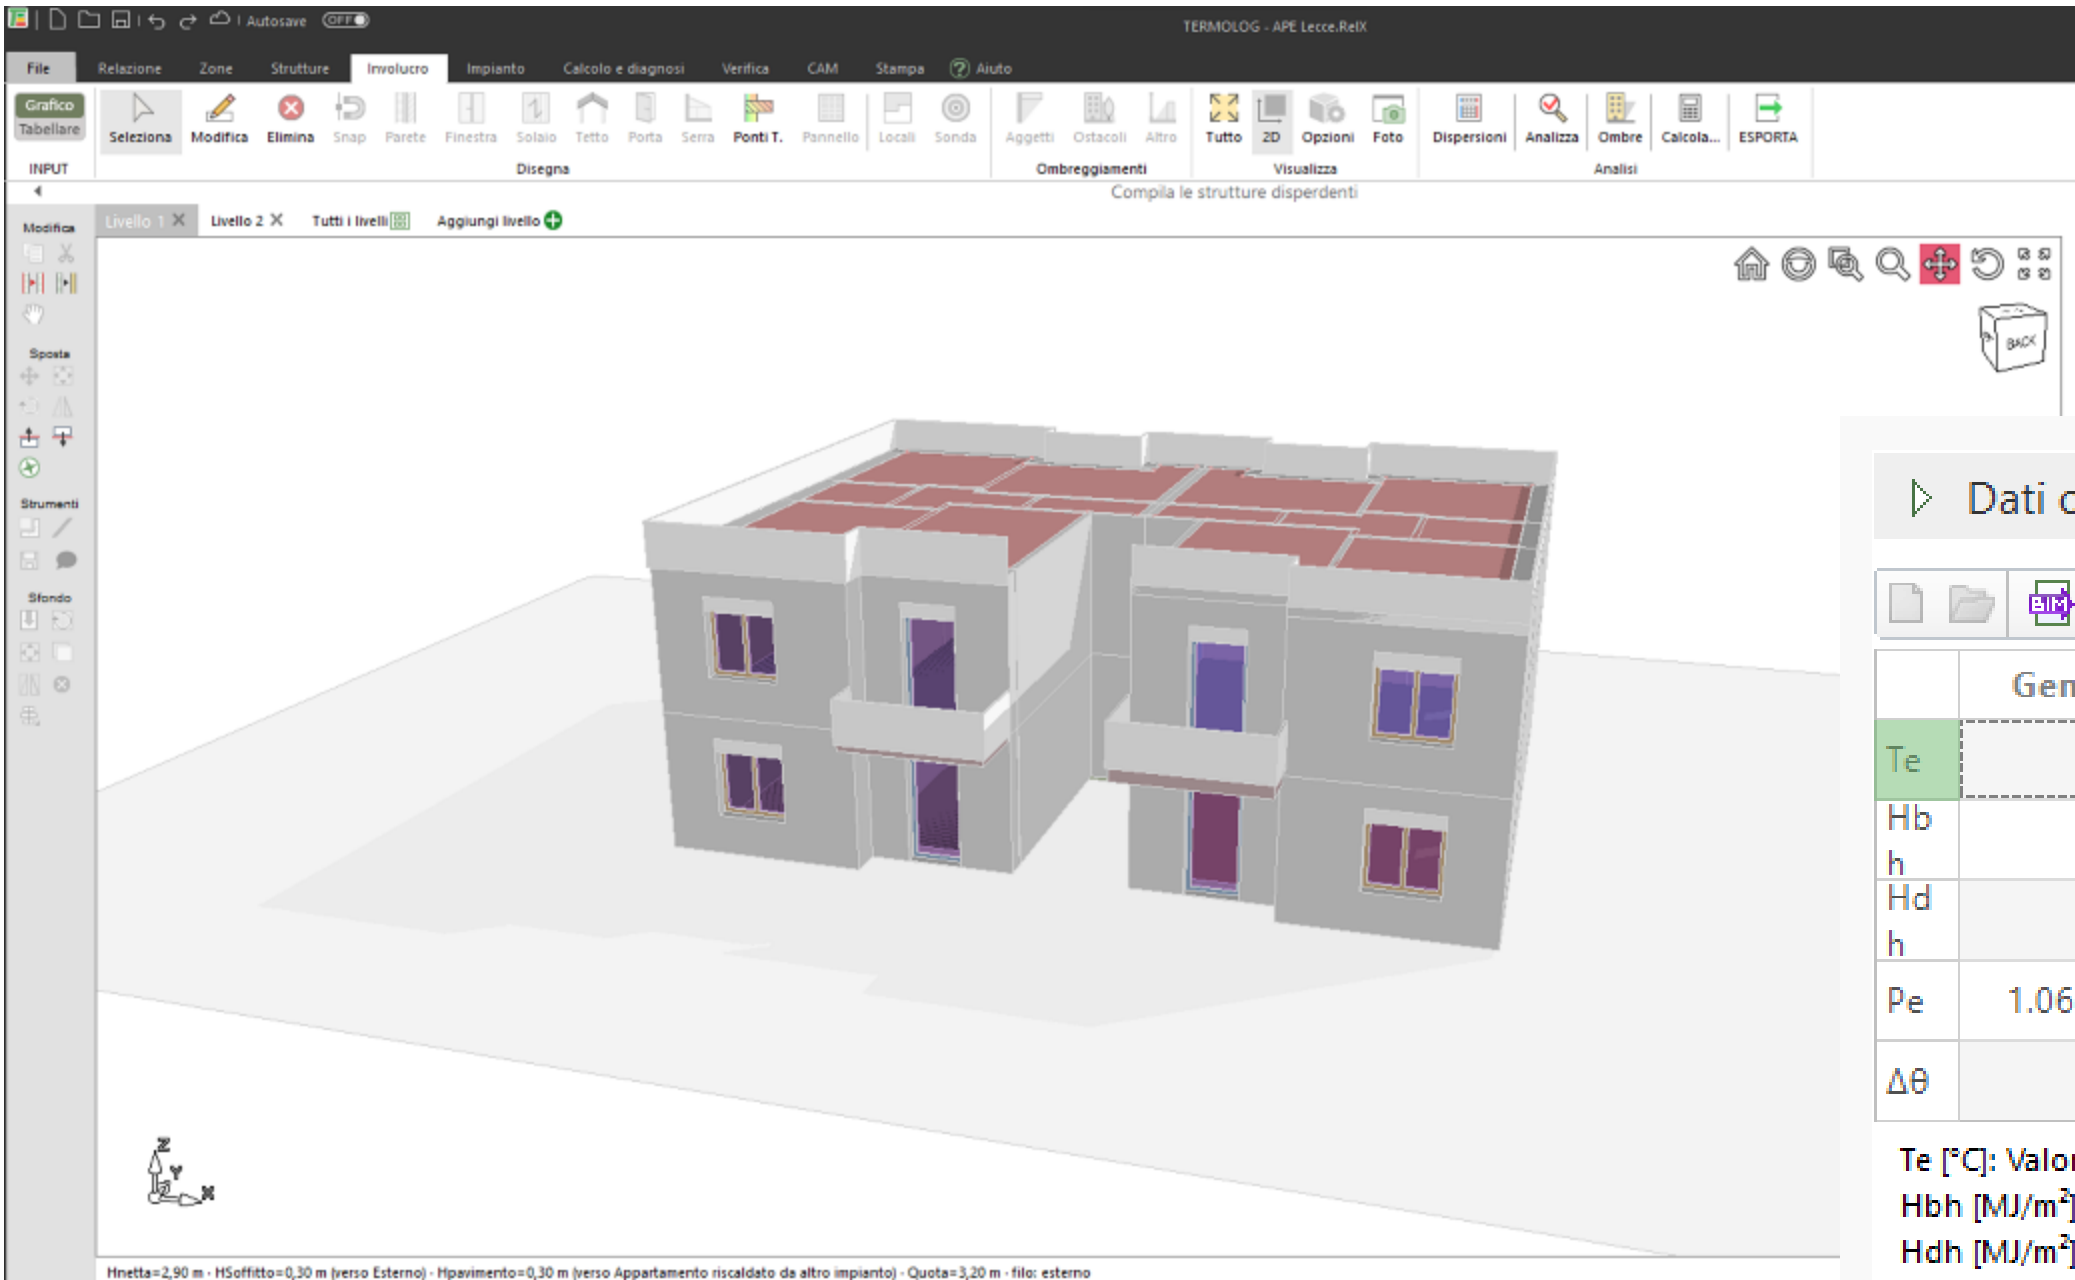 Autosave OFF
TERMOLOG - APE Lecce.RelX
File Relazione Zone Strutture Involucro Impianto Calcolo e diagnosi Verifica CAM Stampa ? Aiuto
Grafico
Tabellare
INPUT
Seleziona Modifica Elimina Snap Parete Finestra Solaio Tetto Porta Serra Ponti T. Pannello Locali Sonda
Disegna
Aggetti Ostacoli Altro
Ombreggiamenti
Tutto 2D Opzioni Foto
Visualizza
Dispersioni Analizza Ombre Calcola... ESPORTA
Analisi
Compila le strutture disperdenti
Livello 1 Livello 2 Tutti i livelli Aggiungi livello
Modifica
Sposta
Strumenti
Sfondo
BACK
Dati
BIM
Gen
Te
Hb
h
Hd
h
Pe 1.06
Δθ
Te [°C]: Valor
Hbh [MJ/m²]
Hdh [MJ/m²]
Z
Y
X
Hnetta=2,90 m - HSoffitto=0,30 m (verso Esterno) - Hpavimento=0,30 m (verso Appartamento riscaldato da altro impianto) - Quota=3,20 m - filo: esterno